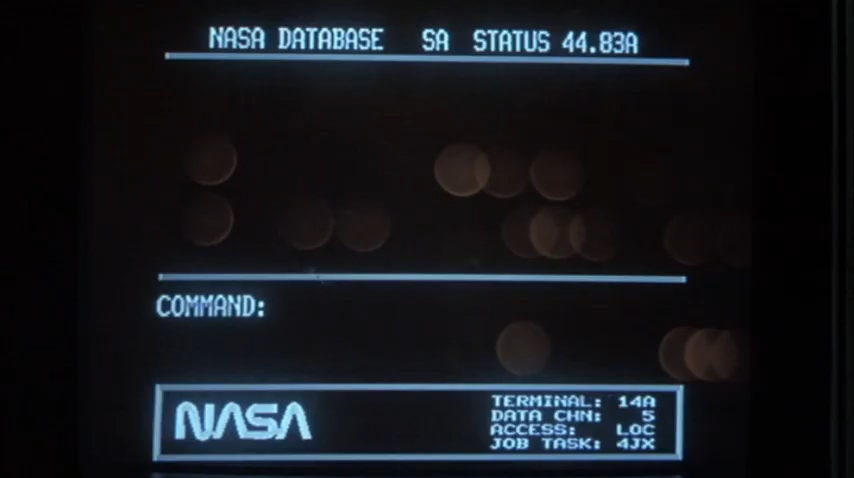 NASA DATABASE SA STATUS 44.83A
COMMAND:
NASA
TERMINAL: 14A
DATA CHN: 5
ACCESS: LOC
JOB TASK: 4JX